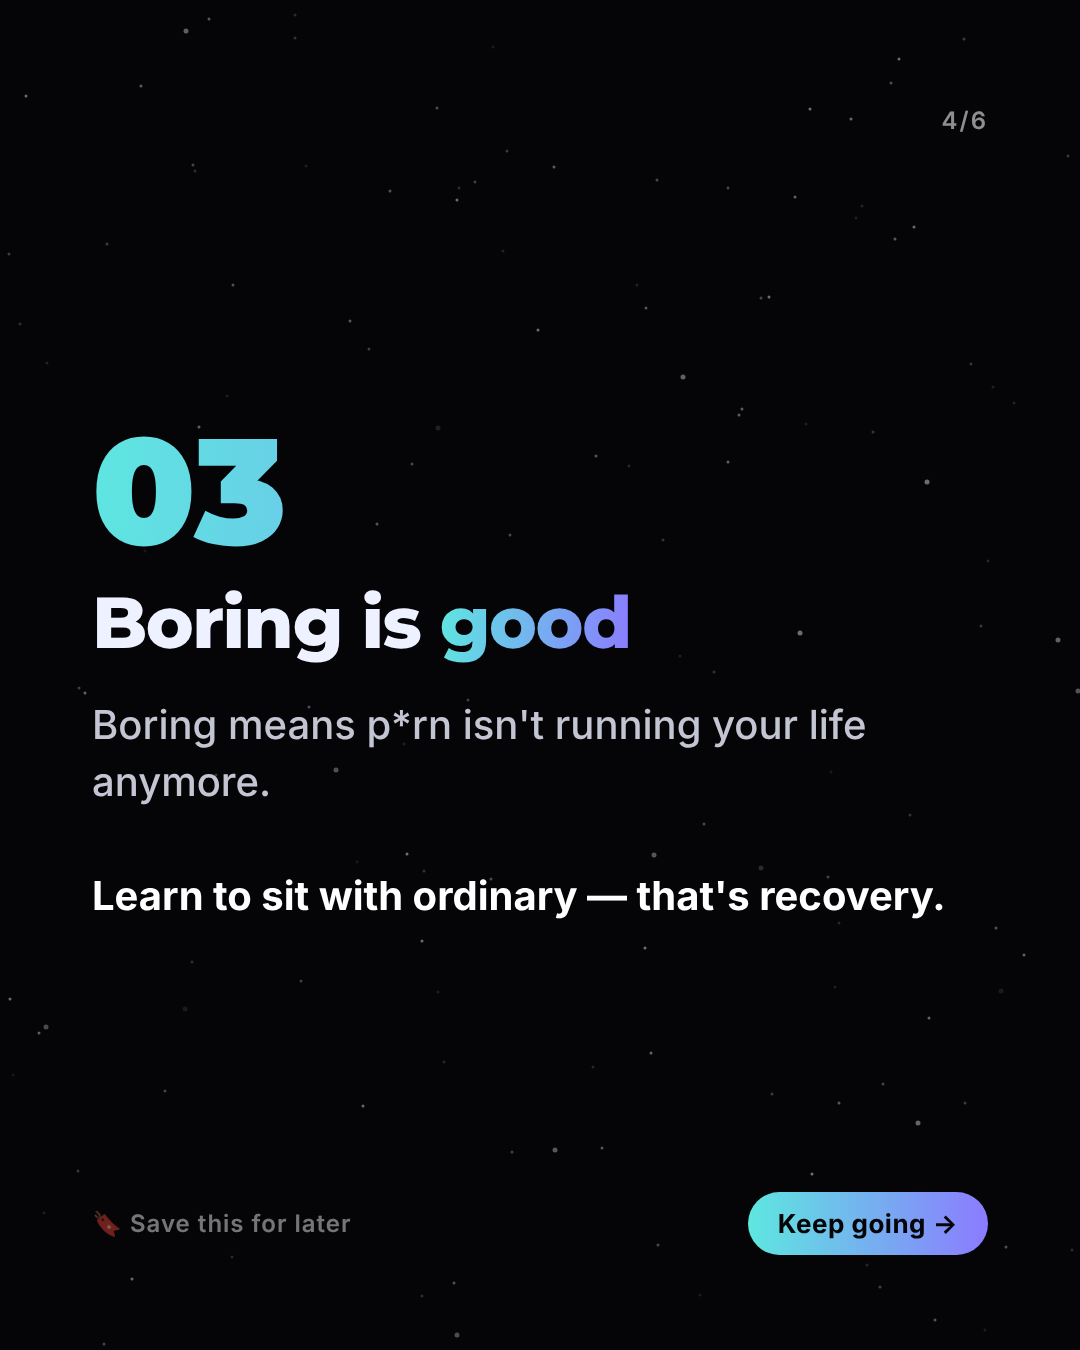 4/6
03
Boring is good
Boring means p*rn isn't running your life
anymore.
Learn to sit with ordinary — that's recovery.
Save this for later
Keep going →